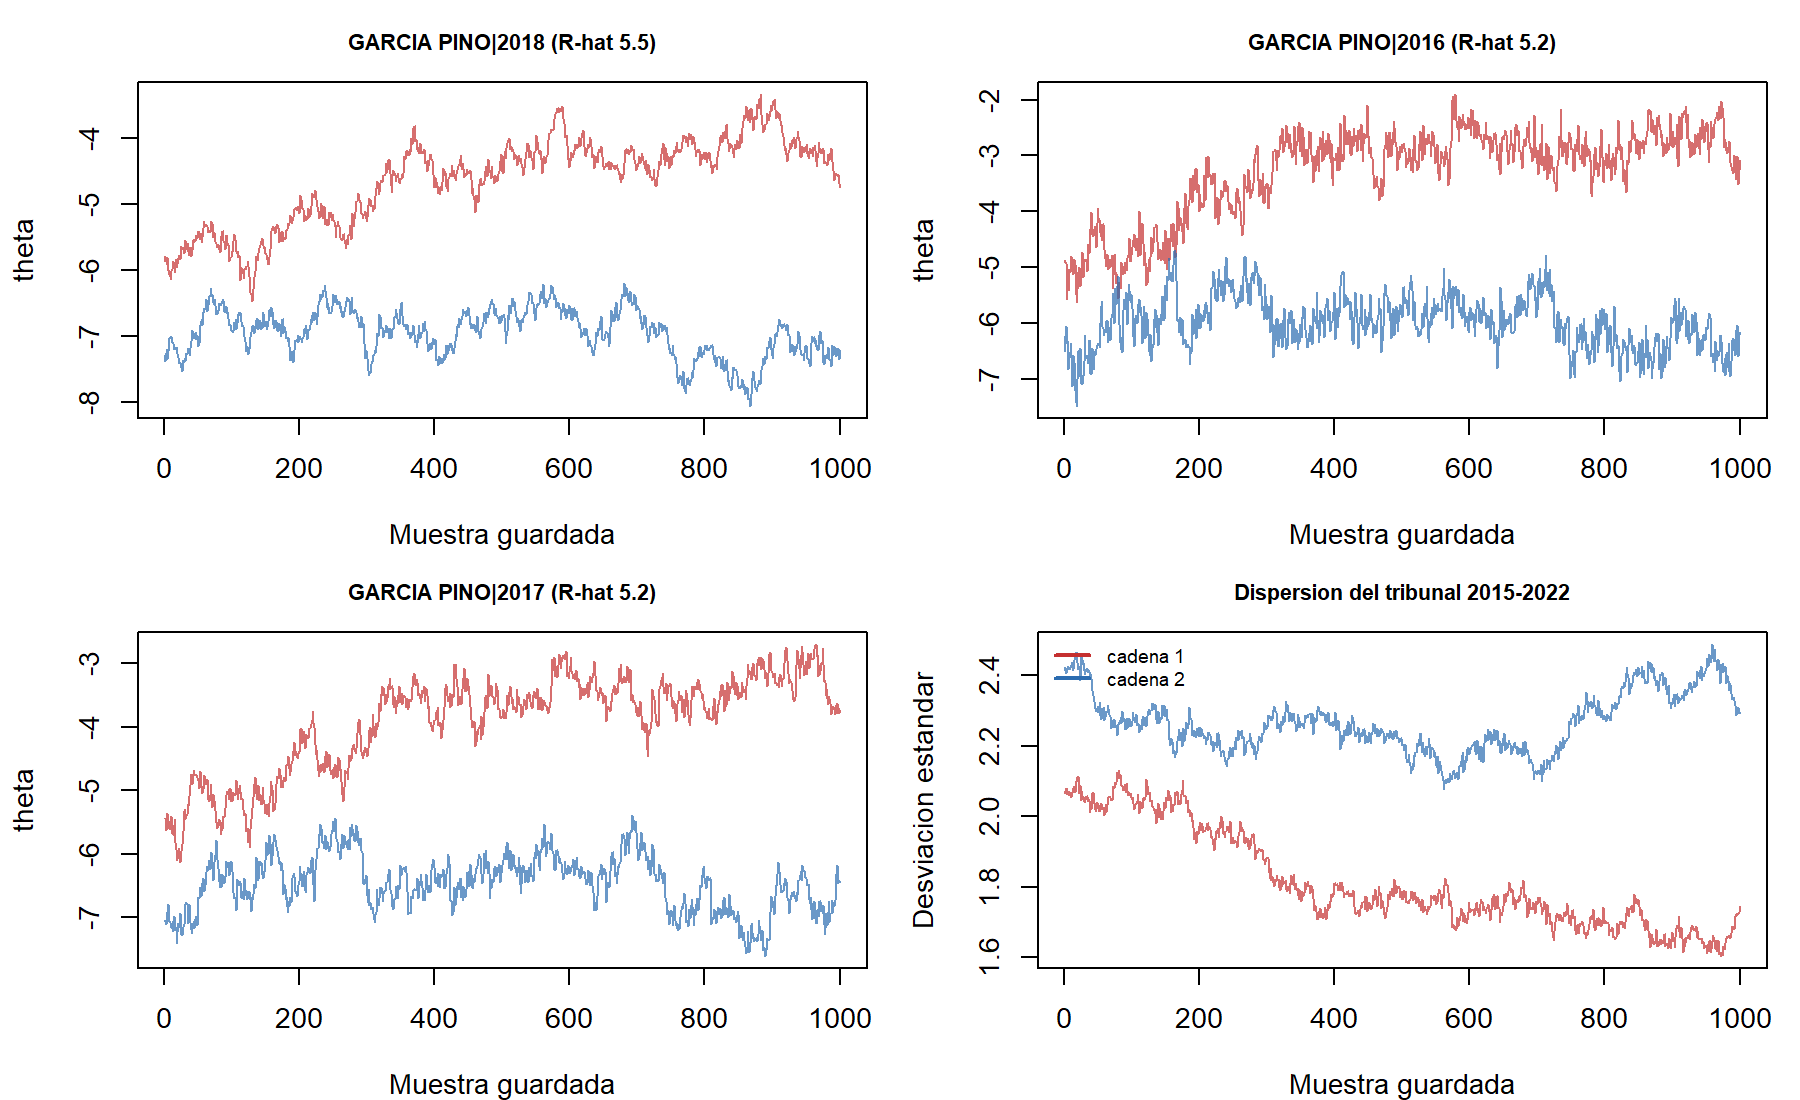 GARCIA PINO|2018 (R-hat 5.5)
theta
-4
-5
-6
-7
-8
0 200 400 600 800 1000
Muestra guardada
GARCIA PINO|2016 (R-hat 5.2)
theta
-2
-3
-4
-5
-6
-7
0 200 400 600 800 1000
Muestra guardada
GARCIA PINO|2017 (R-hat 5.2)
theta
-3
-4
-5
-6
-7
0 200 400 600 800 1000
Muestra guardada
Dispersion del tribunal 2015-2022
Desviacion estandar
2.4
2.2
2.0
1.8
1.6
cadena 1
cadena 2
0 200 400 600 800 1000
Muestra guardada